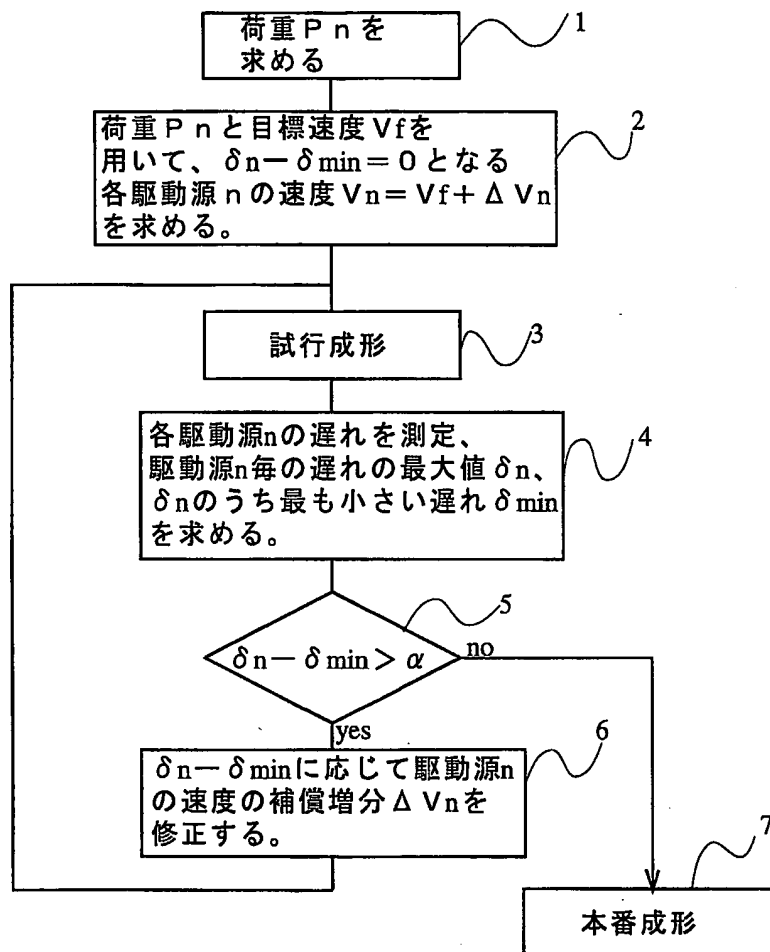 荷重Ｐｎを
求める
1
荷重Ｐｎと目標速度Ｖfを
用いて、δn－δmin＝０となる
各駆動源ｎの速度Ｖn＝Ｖf＋ΔＶn
を求める。
2
試行成形
3
各駆動源nの遅れを測定、
駆動源n毎の遅れの最大値δn、
δnのうち最も小さい遅れδmin
を求める。
4
5
δn－δmin＞α
no
yes
6
δn－δminに応じて駆動源n
の速度の補償増分ΔＶnを
修正する。
7
本番成形